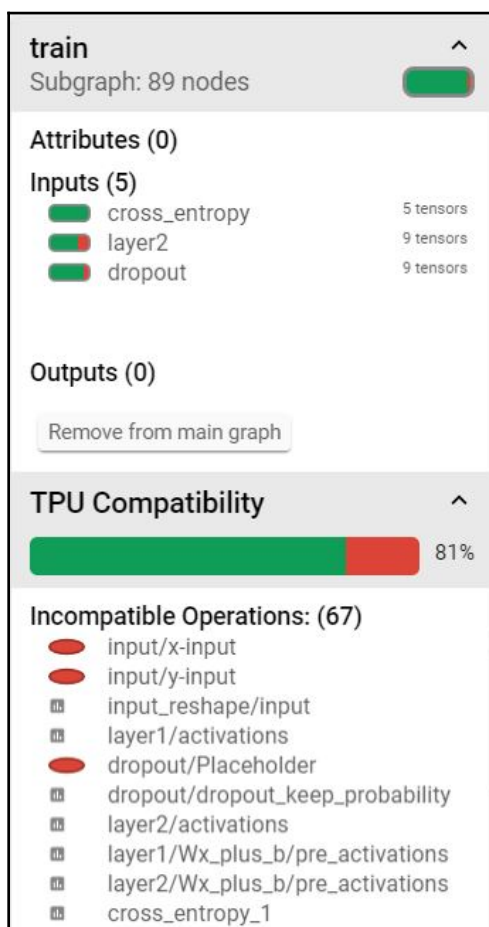 train
Subgraph: 89 nodes
Attributes (0)
Inputs (5)
cross_entropy 5 tensors
layer2 9 tensors
dropout 9 tensors
Outputs (0)
Remove from main graph
TPU Compatibility
81%
Incompatible Operations: (67)
input/x-input
input/y-input
input_reshape/input
layer1/activations
dropout/Placeholder
dropout/dropout_keep_probability
layer2/activations
layer1/Wx_plus_b/pre_activations
layer2/Wx_plus_b/pre_activations
cross_entropy_1